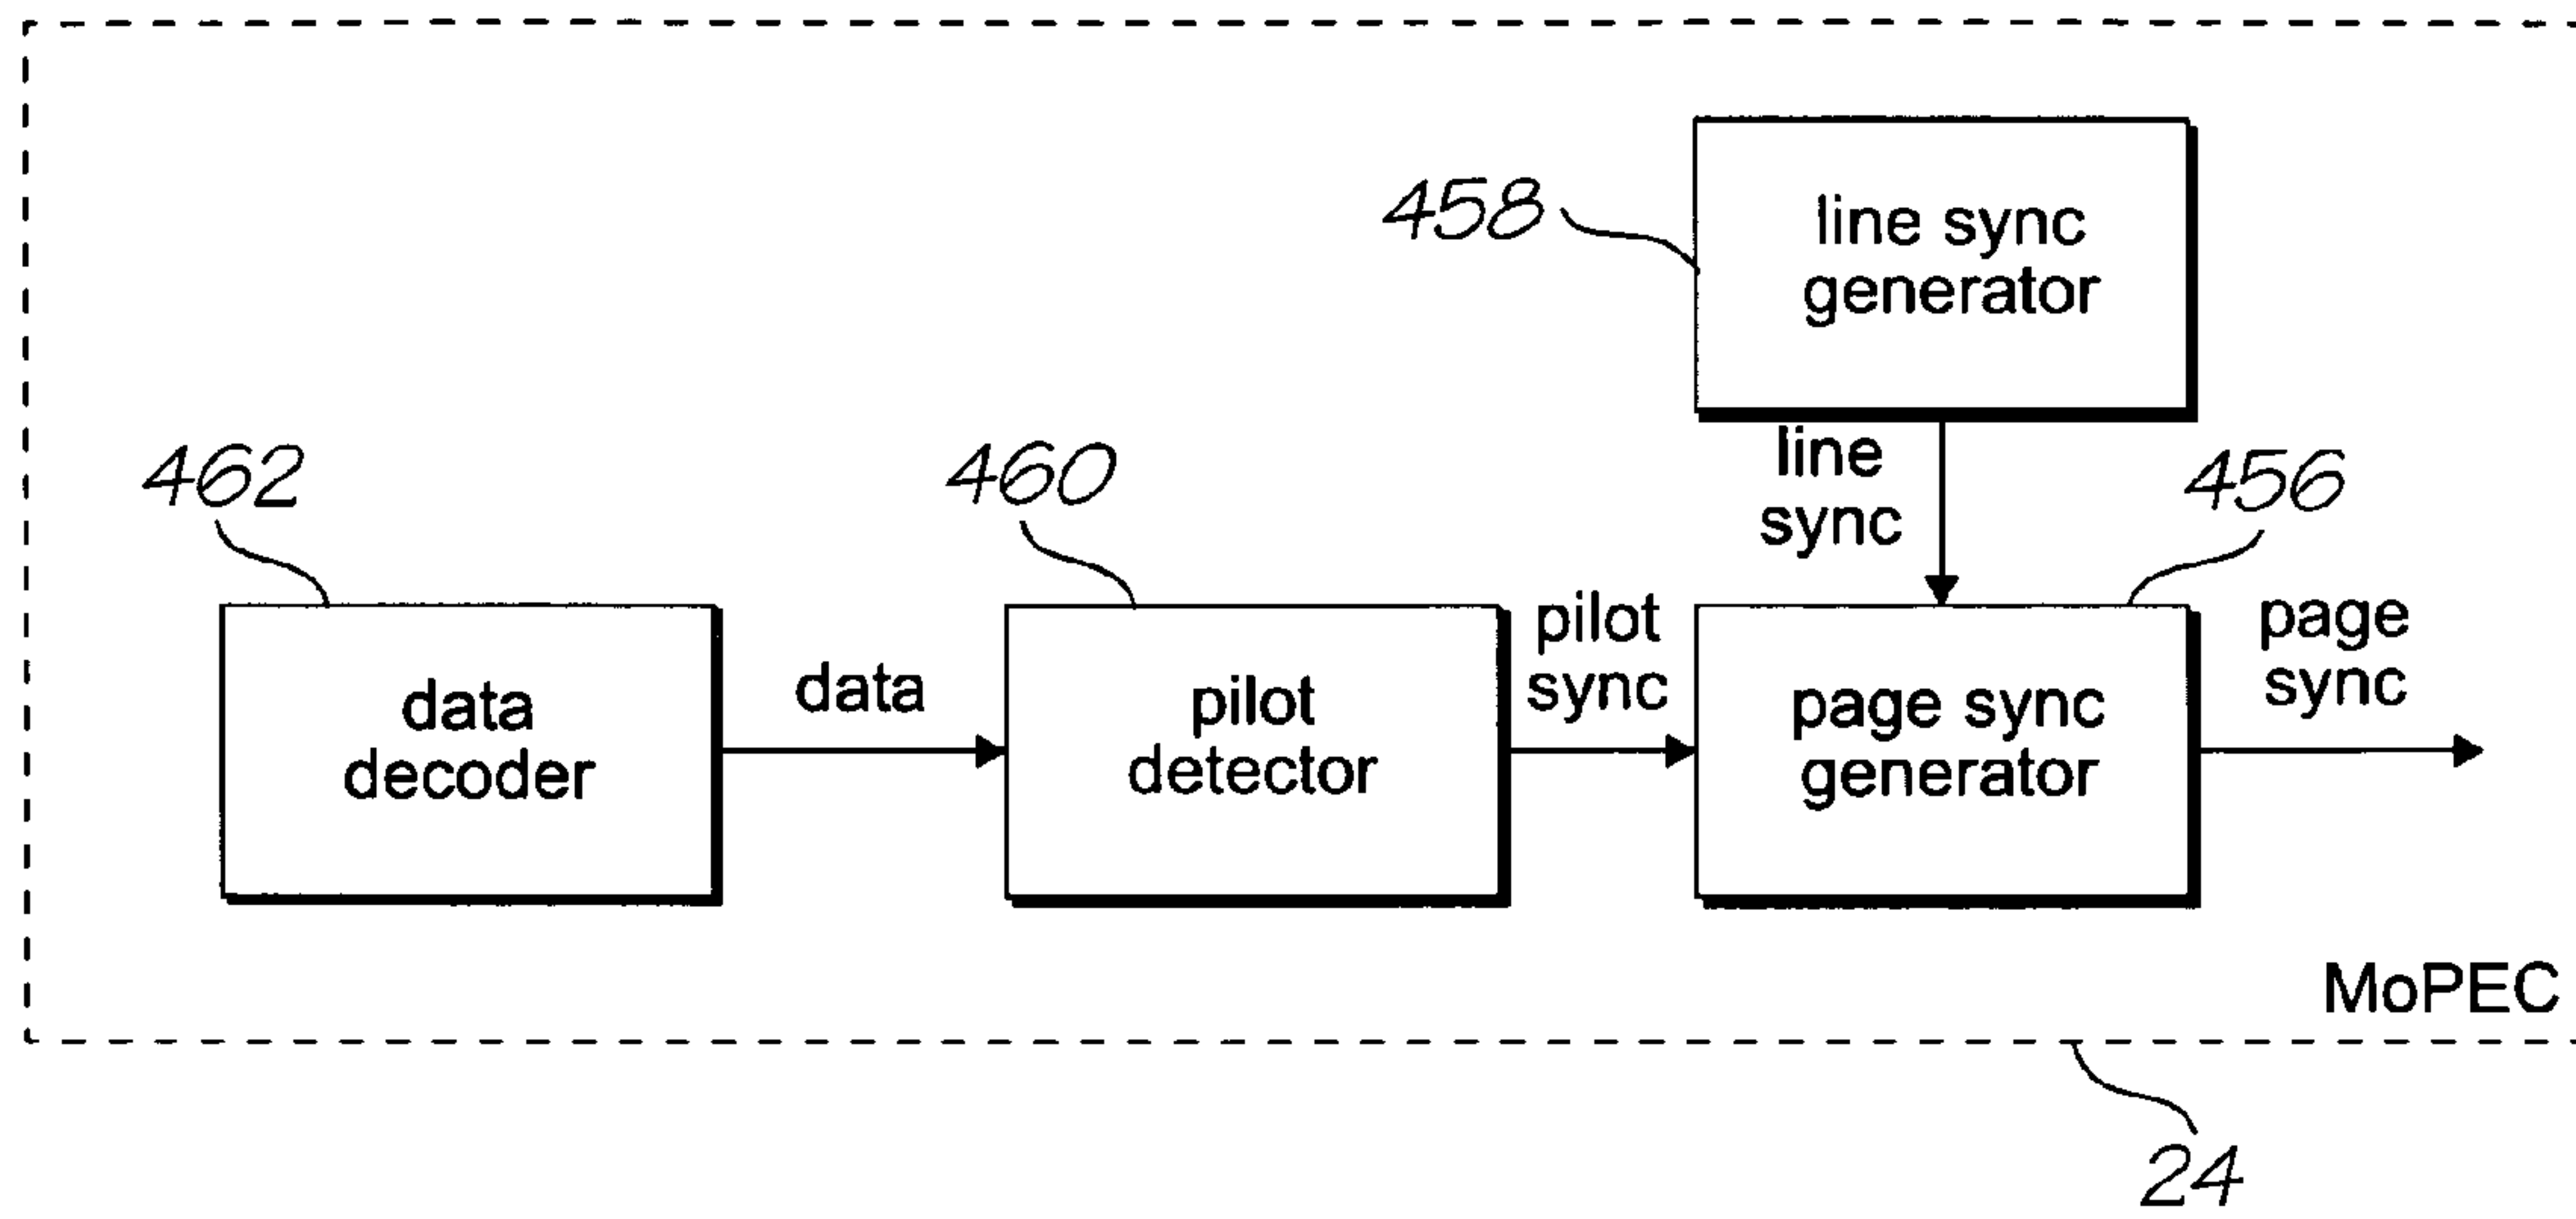 458
line sync
generator
line
sync
462
460
456
data
decoder
data
pilot
detector
pilot
sync
page sync
generator
page
sync
MoPEC
24